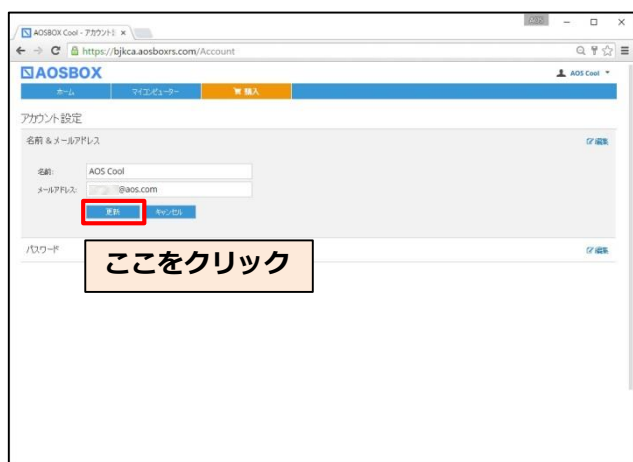 AOSBOX Cool - アカウント
https://bjkca.aosboxrs.com/Account
AOSBOX
AOS Cool
ホーム マイコンピューター 購入
アカウント設定
名前 & メールアドレス 編集
名前: AOS Cool
メールアドレス: @aos.com
更新 キャンセル
パスワード 編集
ここをクリック